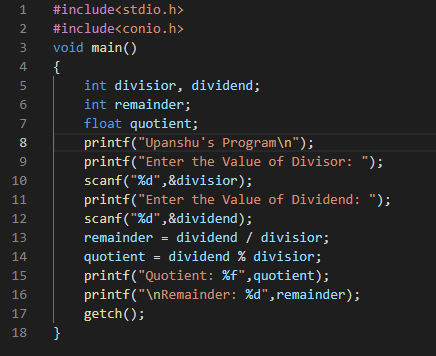 1 #include<stdio.h>
2 #include<conio.h>
3 void main()
4 {
5 int divisior, dividend;
6 int remainder;
7 float quotient;
8 printf("Upanshu's Program\n");
9 printf("Enter the Value of Divisor: ");
10 scanf("%d",&divisior);
11 printf("Enter the Value of Dividend: ");
12 scanf("%d",&dividend);
13 remainder = dividend / divisior;
14 quotient = dividend % divisior;
15 printf("Quotient: %f",quotient);
16 printf("\nRemainder: %d",remainder);
17 getch();
18 }